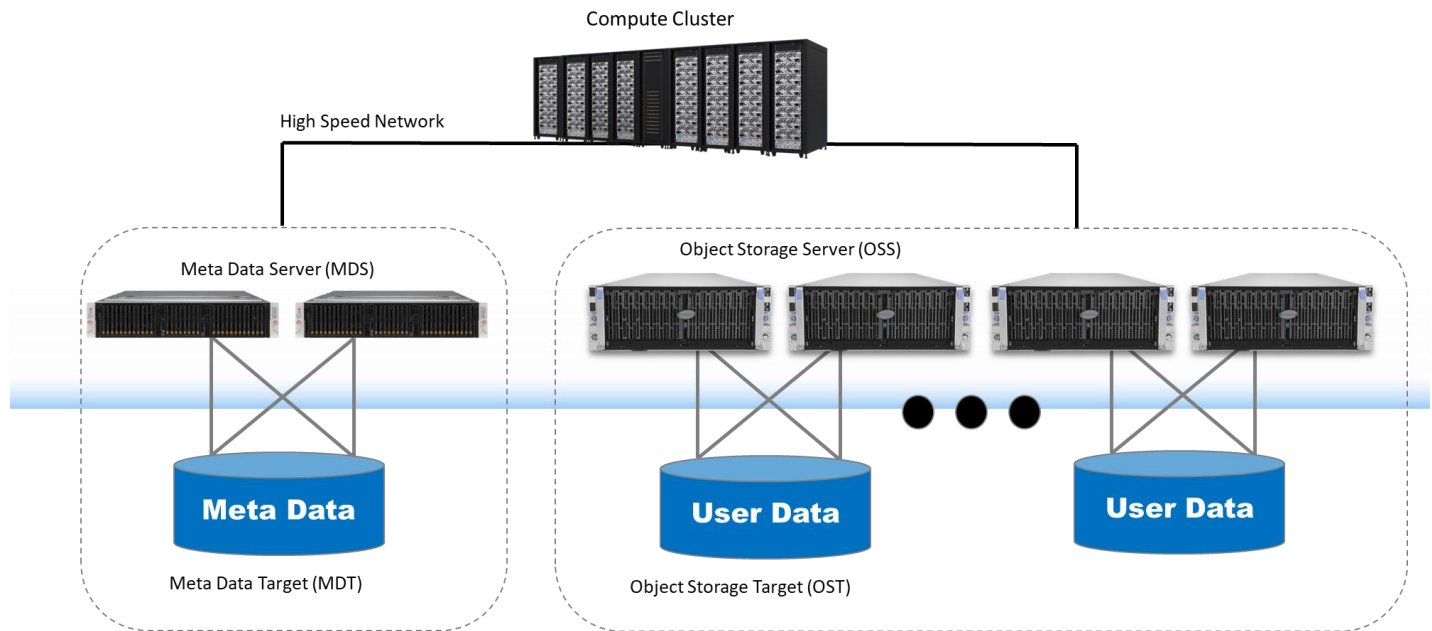 Compute Cluster
High Speed Network
Object Storage Server (OSS)
Meta Data Server (MDS)
Meta Data
User Data
User Data
Meta Data Target (MDT)
Object Storage Target (OST)